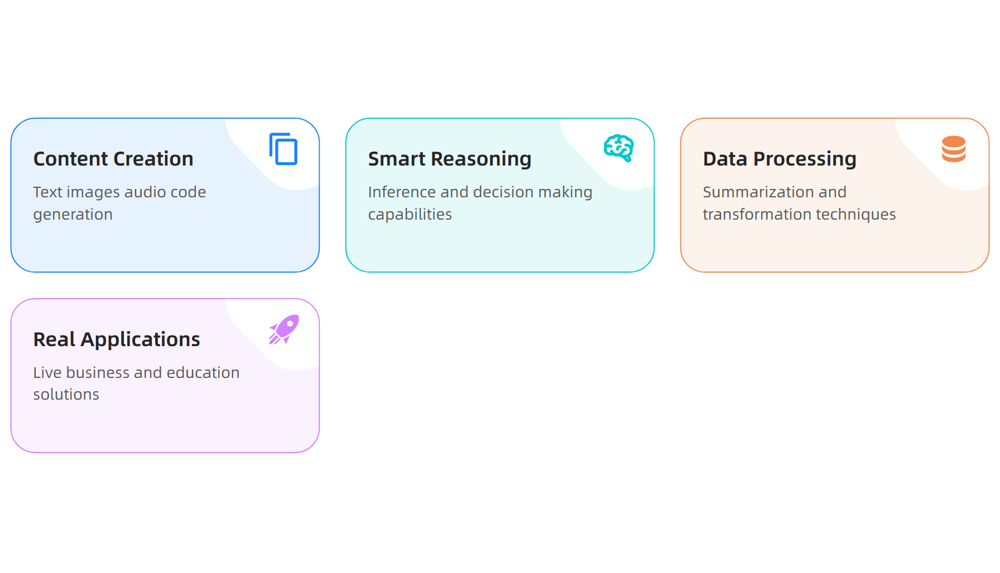 Content Creation
Text images audio code
generation
Smart Reasoning
Inference and decision making
capabilities
Data Processing
Summarization and
transformation techniques
Real Applications
Live business and education
solutions